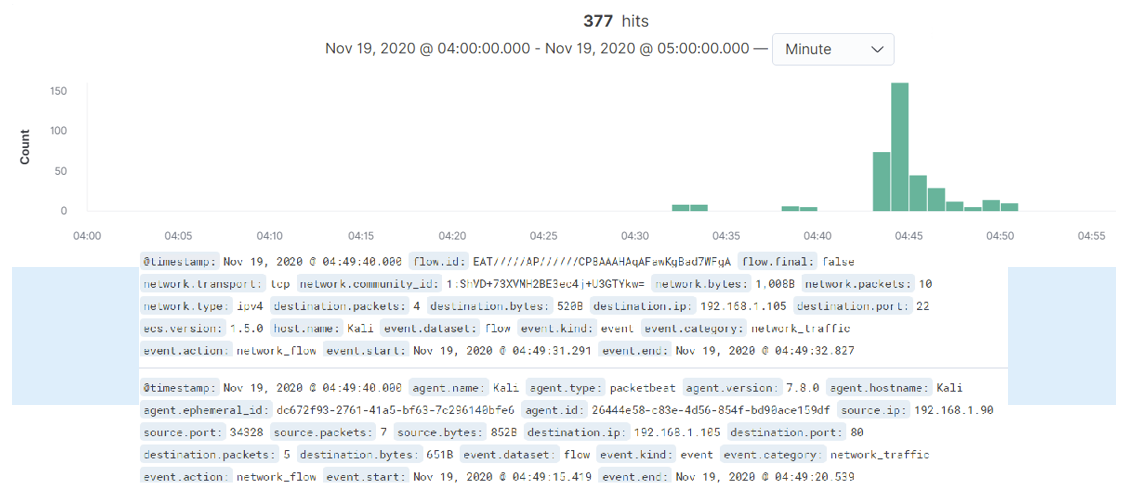 377 hits
Nov 19, 2020 @ 04:00:00.000 - Nov 19, 2020 @ 05:00:00.000 — Minute
150
100
50
0
Count
04:00 04:05 04:10 04:15 04:20 04:25 04:30 04:35 04:40 04:45 04:50 04:55
@timestamp: Nov 19, 2020 @ 04:49:40.000 flow.id: EAT/////AP//////CP8AAAHAqAFawKgBad7WFgA flow.final: false
network.transport: tcp network.community_id: 1:ShVD+73XVMH2BE3ec4j+U3GTYkw= network.bytes: 1,008B network.packets: 10
network.type: ipv4 destination.packets: 4 destination.bytes: 520B destination.ip: 192.168.1.105 destination.port: 22
ecs.version: 1.5.0 host.name: Kali event.dataset: flow event.kind: event event.category: network_traffic
event.action: network_flow event.start: Nov 19, 2020 @ 04:49:31.291 event.end: Nov 19, 2020 @ 04:49:32.827
@timestamp: Nov 19, 2020 @ 04:49:40.000 agent.name: Kali agent.type: packetbeat agent.version: 7.8.0 agent.hostname: Kali
agent.ephemeral_id: dc672f93-2761-41a5-bf63-7c296140bfe6 agent.id: 26444e58-c83e-4d56-854f-bd90ace159df source.ip: 192.168.1.90
source.port: 34328 source.packets: 7 source.bytes: 852B destination.ip: 192.168.1.105 destination.port: 80
destination.packets: 5 destination.bytes: 651B event.dataset: flow event.kind: event event.category: network_traffic
event.action: network_flow event.start: Nov 19, 2020 @ 04:49:15.419 event.end: Nov 19, 2020 @ 04:49:20.539